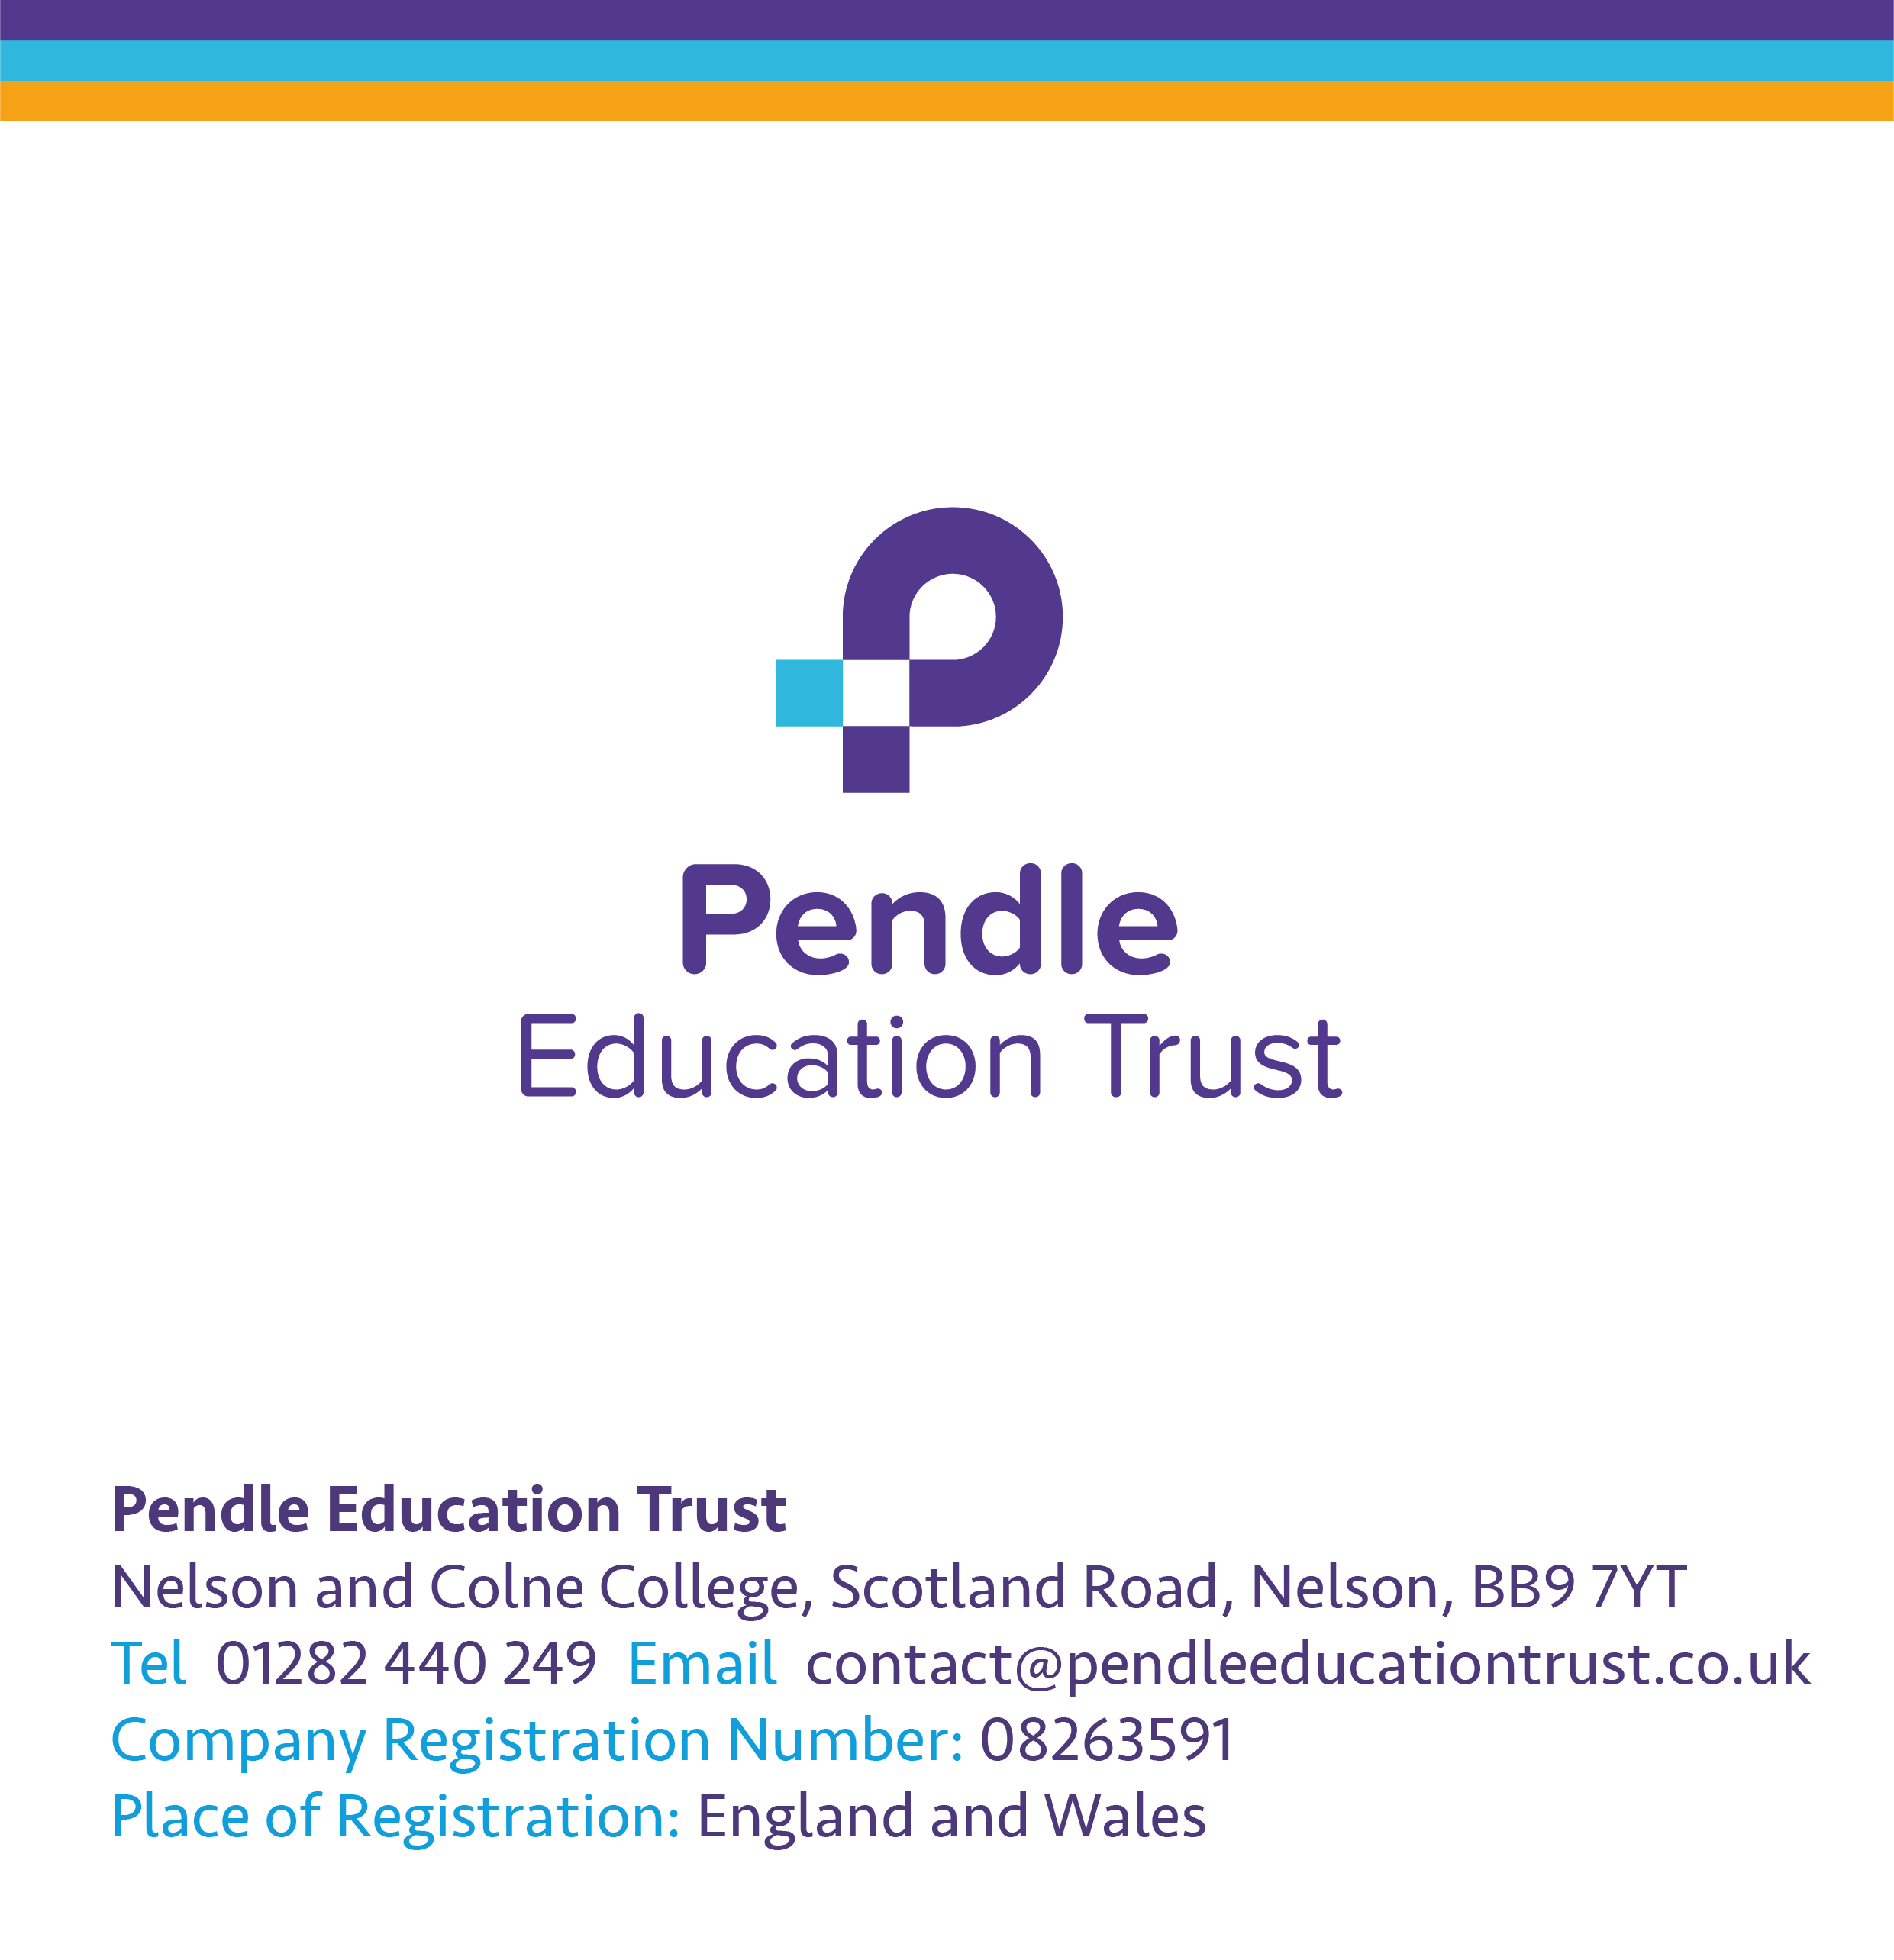 Pendle
Education Trust
Pendle Education Trust
Nelson and Colne College, Scotland Road, Nelson, BB9 7YT
Tel 01282 440 249 Email contact@pendleeducationtrust.co.uk
Company Registration Number: 08263591
Place of Registration: England and Wales